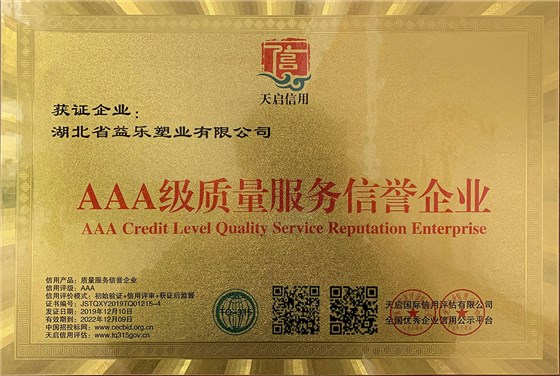 信
天启信用
获证企业：
湖北省益乐塑业有限公司
AAA级质量服务信誉企业
AAA Credit Level Quality Service Reputation Enterprise
信用产品：质量服务信誉企业
信用评级：AAA
信用评价模式：初始验证+信用评审+获证后监督
证书编号：JSTQXY2019TQ01215-4
发证日期：2019年12月10日
有效期到：2022年12月09日
中国招投标网：www.cecbid.org.cn
天启信用评估：www.tq315gov.cn
TQ-315
天启国际信用评估有限公司
全国优秀企业信用公示平台